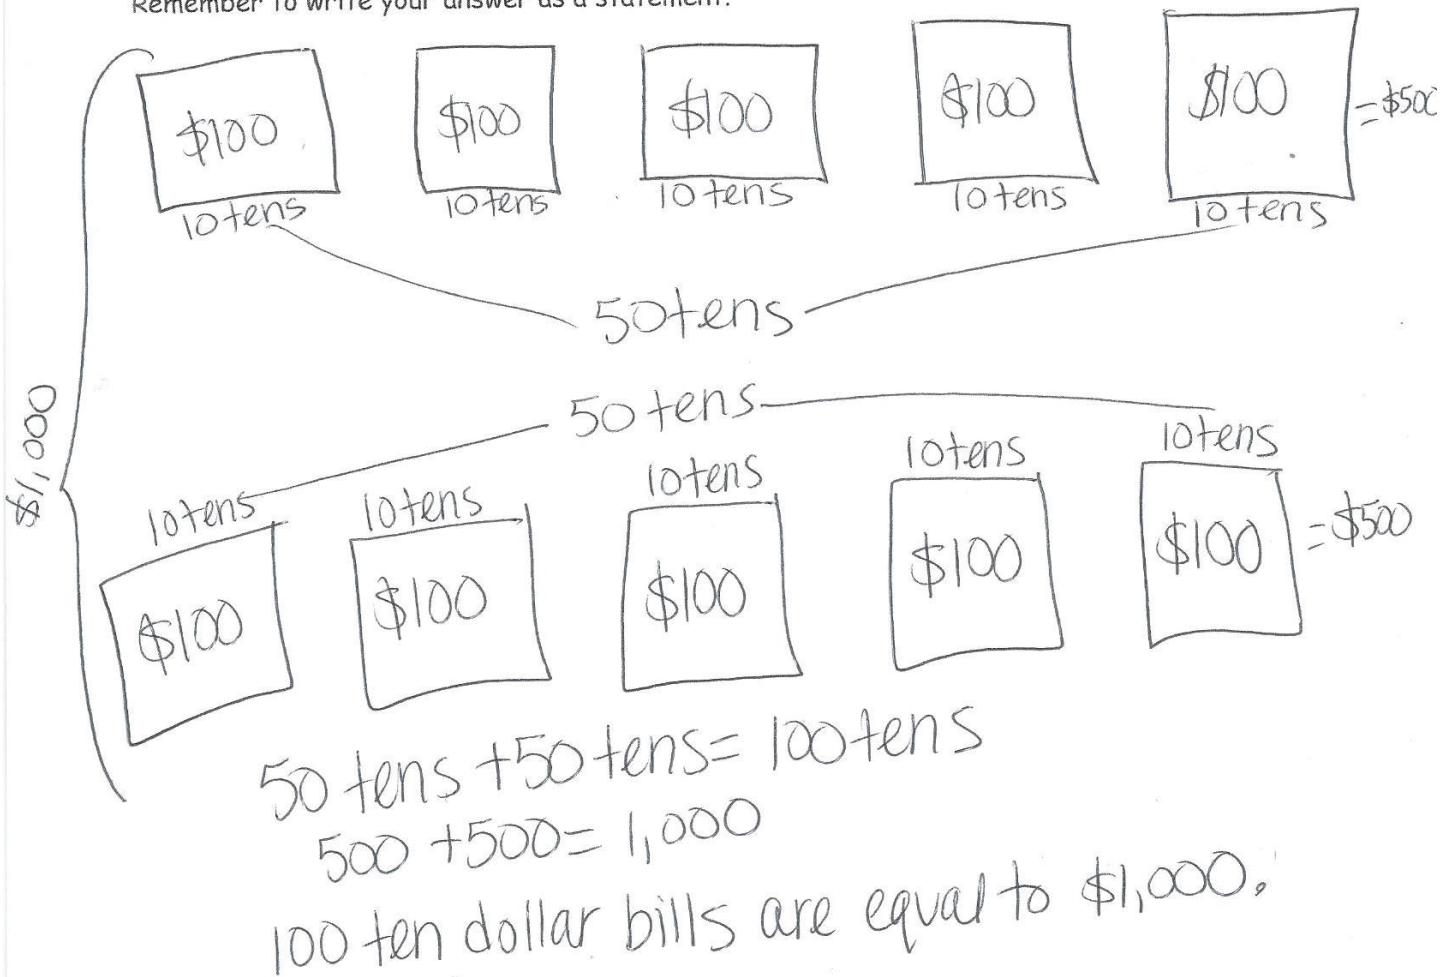 Remember to write your answer as a statement.
$100 $100 $100 $100 $100 = $500
10 tens 10 tens 10 tens 10 tens 10 tens
50 tens
$1,000
50 tens
10 tens 10 tens 10 tens 10 tens 10 tens
$100 $100 $100 $100 $100 = $500
50 tens + 50 tens = 100 tens
500 + 500 = 1,000
100 ten dollar bills are equal to $1,000.